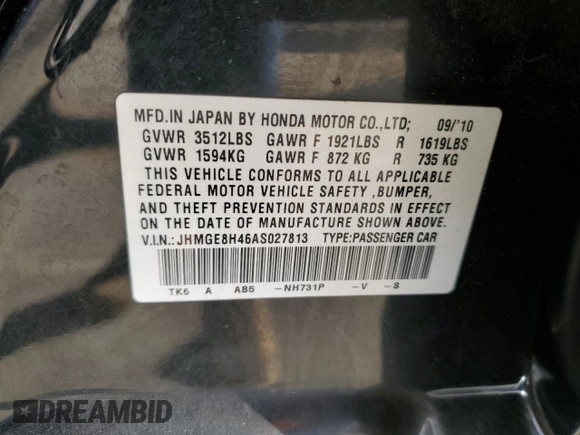 MFD.IN JAPAN BY HONDA MOTOR CO.,LTD; 09/'10
GVWR 3512LBS GAWR F 1921LBS R 1619LBS
GVWR 1594KG GAWR F 872 KG R 735 KG
THIS VEHICLE CONFORMS TO ALL APPLICABLE
FEDERAL MOTOR VEHICLE SAFETY ,BUMPER,
AND THEFT PREVENTION STANDARDS IN EFFECT
ON THE DATE OF MANUFACTURE SHOWN ABOVE.
V.I.N.: JHMGE8H46AS027813 TYPE:PASSENGER CAR
TK6 A AB5 -NH731P -V -S
DREAMBID